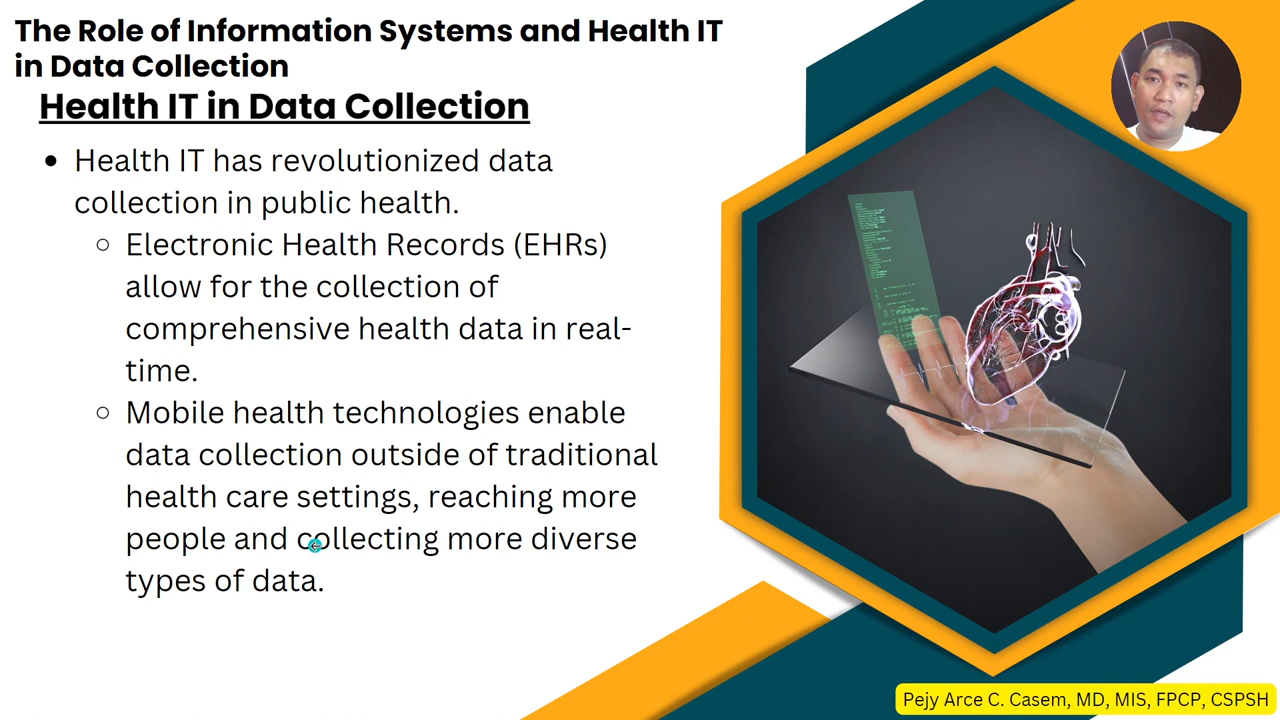 The Role of Information Systems and Health IT
in Data Collection
Health IT in Data Collection
• Health IT has revolutionized data
collection in public health.
○ Electronic Health Records (EHRs)
allow for the collection of
comprehensive health data in real-
time.
○ Mobile health technologies enable
data collection outside of traditional
health care settings, reaching more
people and collecting more diverse
types of data.
Pejy Arce C. Casem, MD, MIS, FPCP, CSPSH